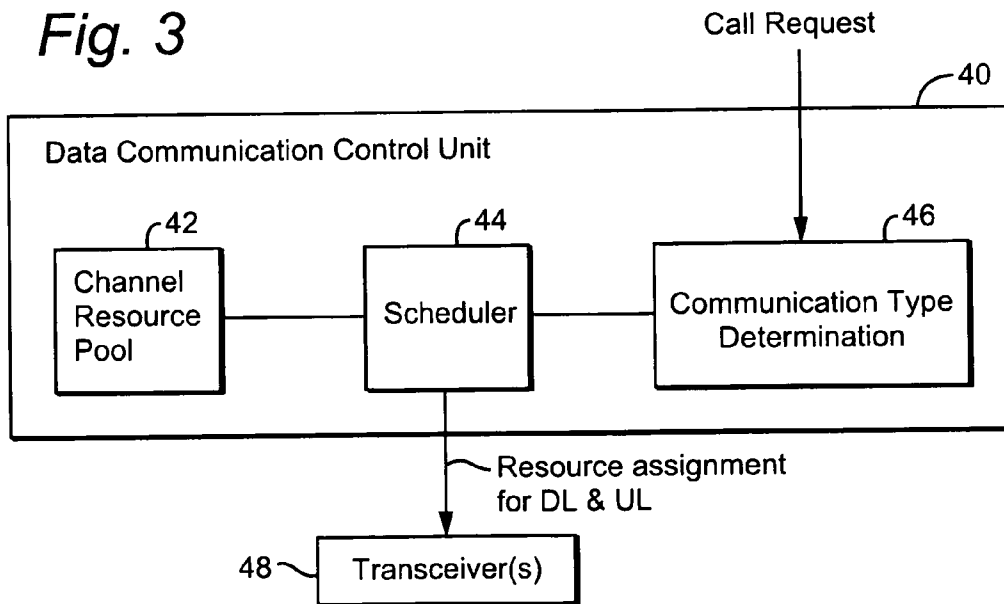 Fig. 3
Call Request
40
Data Communication Control Unit
42
44
46
Channel
Resource
Pool
Scheduler
Communication Type
Determination
Resource assignment
for DL & UL
48
Transceiver(s)